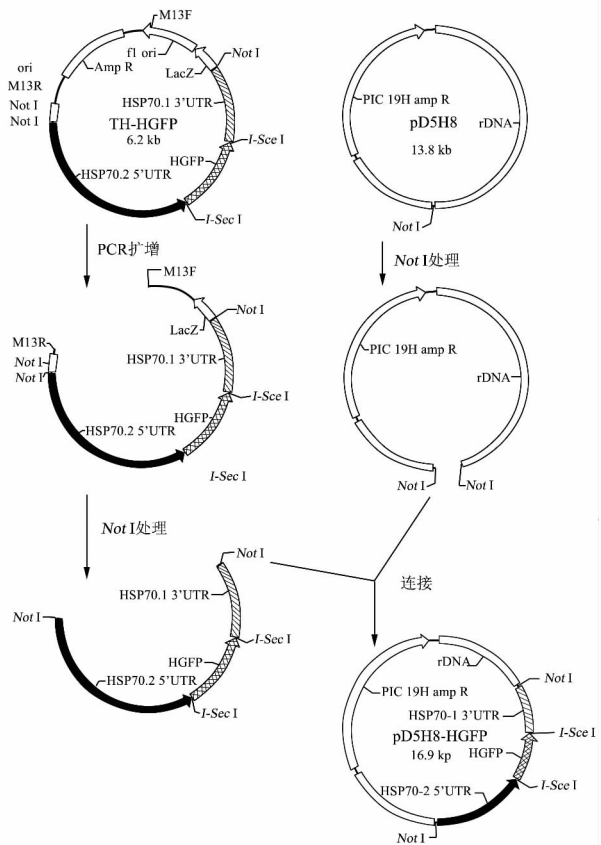 M13F
ori
M13R
Not I
Not I
f1 ori
Amp R
LacZ
Not I
HSP70.1 3’UTR
TH-HGFP
6.2 kb
I-Sce I
HGFP
HSP70.2 5’UTR
I-Sec I
PIC 19H amp R
pD5H8
rDNA
13.8 kb
Not I
PCR扩增
Not I处理
M13F
Not I
LacZ
M13R
Not I
Not I
HSP70.1 3’UTR
I-Sce I
HGFP
HSP70.2 5’UTR
I-Sec I
PIC 19H amp R
rDNA
Not I
Not I
Not I处理
Not I
HSP70.1 3’UTR
Not I
I-Sce I
HGFP
HSP70.2 5’UTR
I-Sec I
连接
rDNA
Not I
PIC 19H amp R
HSP70-1 3’UTR
pD5H8-HGFP
I-Sce I
16.9 kp
HGFP
I-Sce I
HSP70-2 5’UTR
Not I